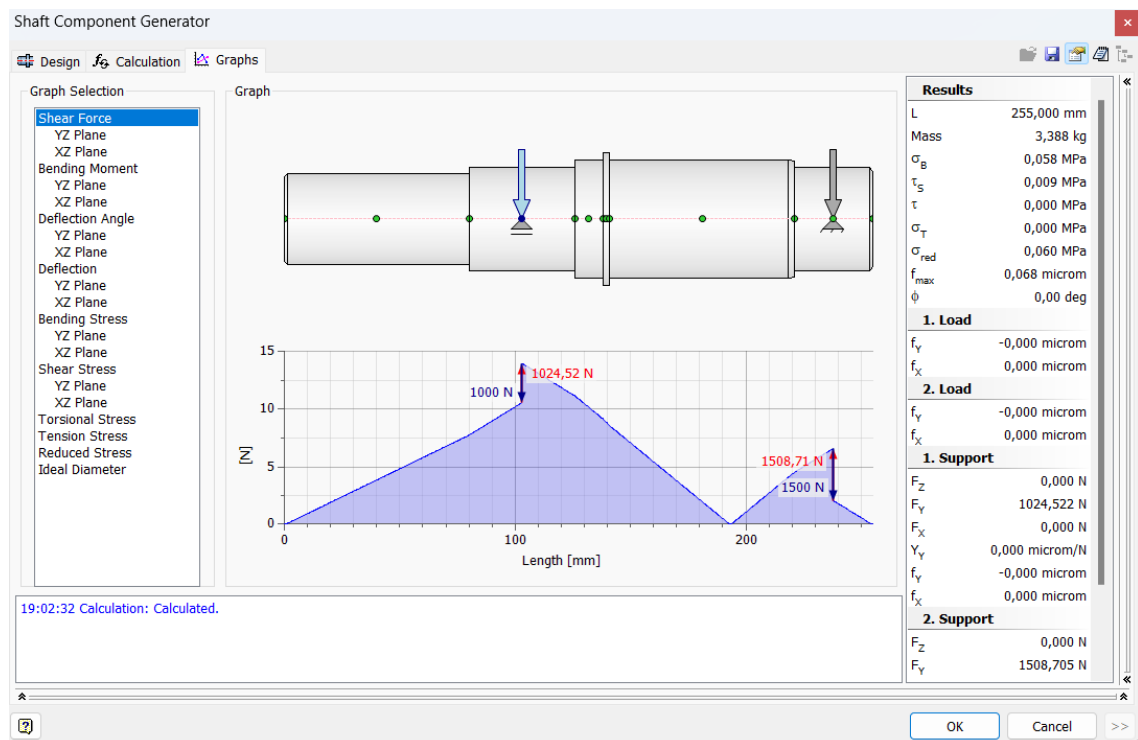 Shaft Component Generator
Design
Calculation
Graphs
Graph Selection
Shear Force
YZ Plane
XZ Plane
Bending Moment
YZ Plane
XZ Plane
Deflection Angle
YZ Plane
XZ Plane
Deflection
YZ Plane
XZ Plane
Bending Stress
YZ Plane
XZ Plane
Shear Stress
YZ Plane
XZ Plane
Torsional Stress
Tension Stress
Reduced Stress
Ideal Diameter
Graph
15
10
5
0
[N]
1024,52 N
1000 N
1508,71 N
1500 N
0
100
200
Length [mm]
Results
L 255,000 mm
Mass 3,388 kg
σB 0,058 MPa
τS 0,009 MPa
τ 0,000 MPa
σT 0,000 MPa
σred 0,060 MPa
fmax 0,068 microm
ϕ 0,00 deg
1. Load
fY -0,000 microm
fX 0,000 microm
2. Load
fY -0,000 microm
fX 0,000 microm
1. Support
FZ 0,000 N
FY 1024,522 N
FX 0,000 N
YY 0,000 microm/N
fY -0,000 microm
fX 0,000 microm
2. Support
FZ 0,000 N
FY 1508,705 N
19:02:32 Calculation: Calculated.
OK
Cancel
>>